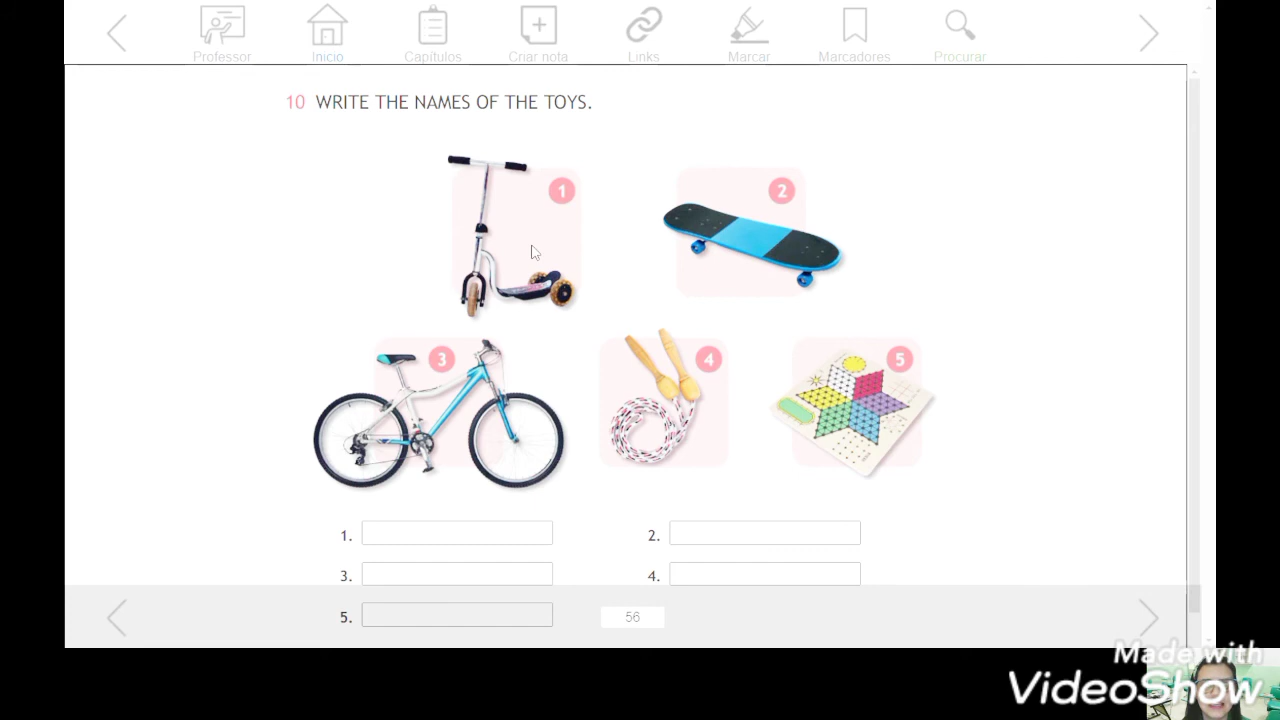 Professor
Inicio
Capítulos
Criar nota
Links
Marcar
Marcadores
Procurar
10 WRITE THE NAMES OF THE TOYS.
1
2
3
4
5
1.
2.
3.
4.
5.
56
Made with
VideoShow